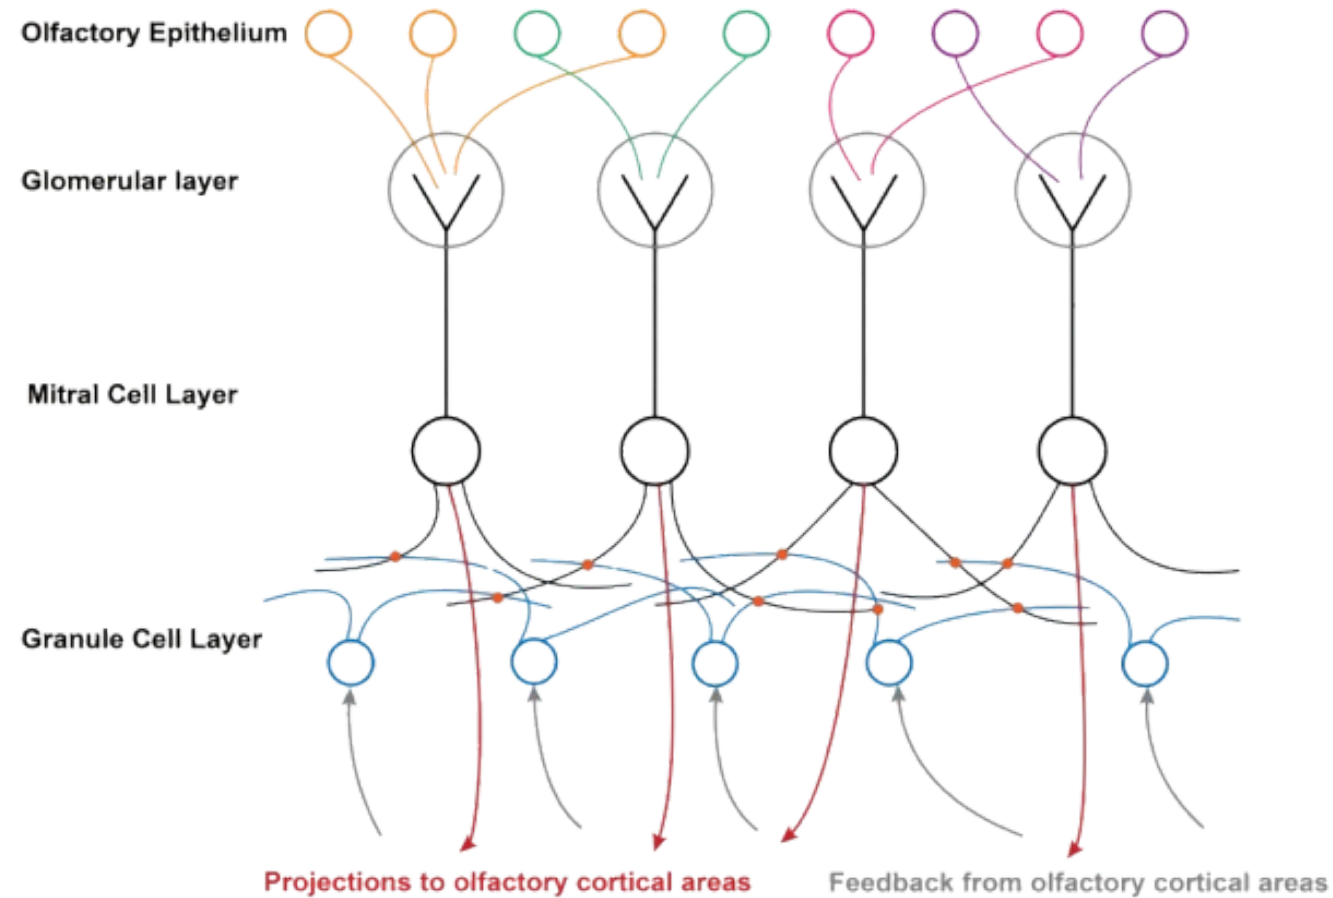 Olfactory Epithelium
Glomerular layer
Mitral Cell Layer
Granule Cell Layer
Projections to olfactory cortical areas
Feedback from olfactory cortical areas